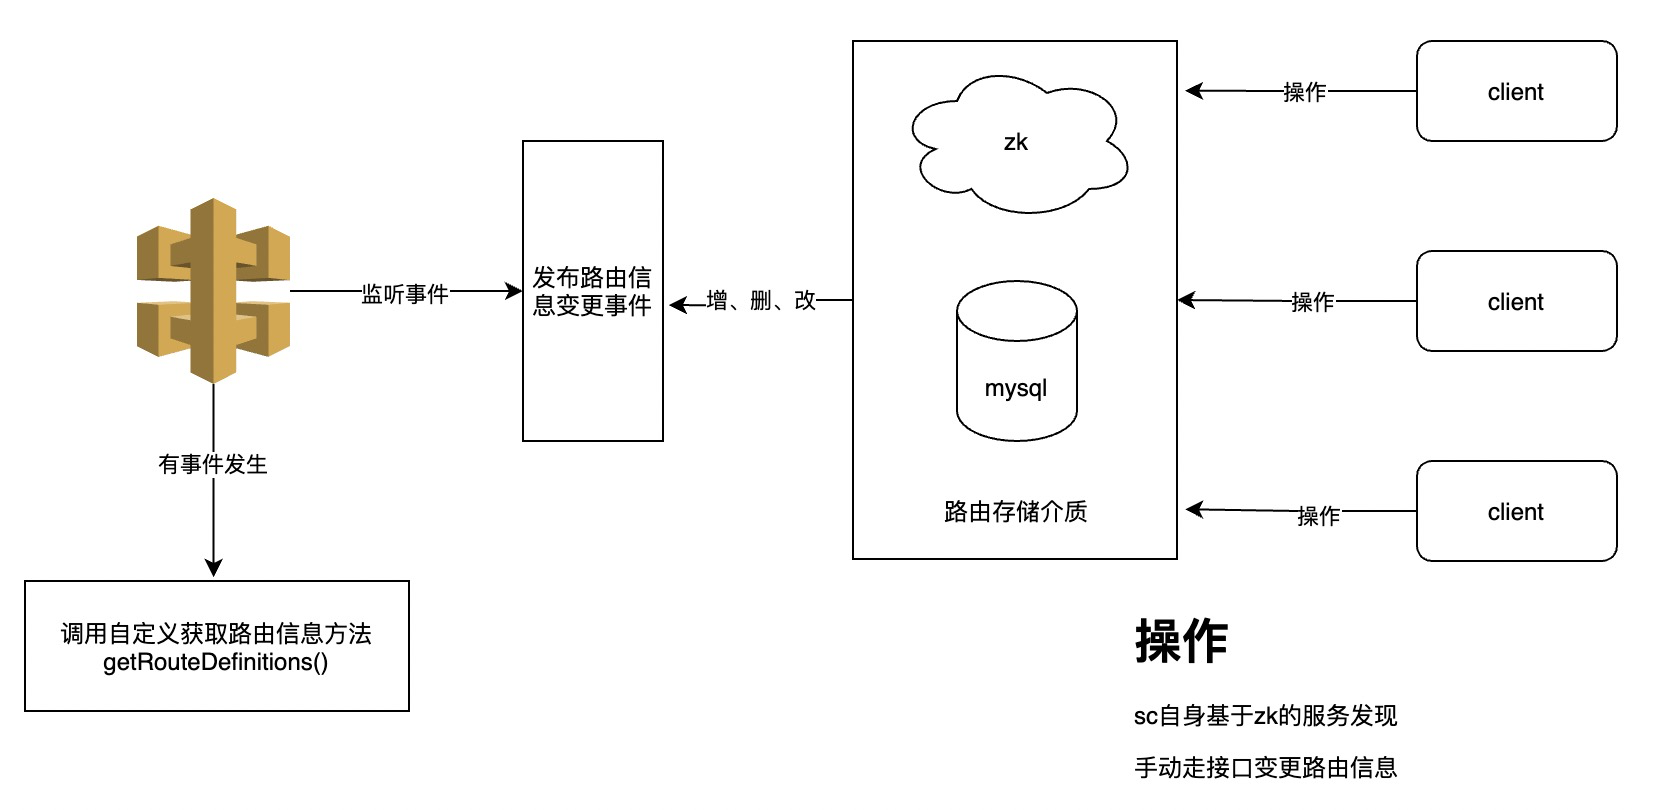 client
操作
zk
client
操作
发布路由信
息变更事件
监听事件
增、删、改
mysql
有事件发生
路由存储介质
操作
client
调用自定义获取路由信息方法
getRouteDefinitions()
操作
sc自身基于zk的服务发现
手动走接口变更路由信息